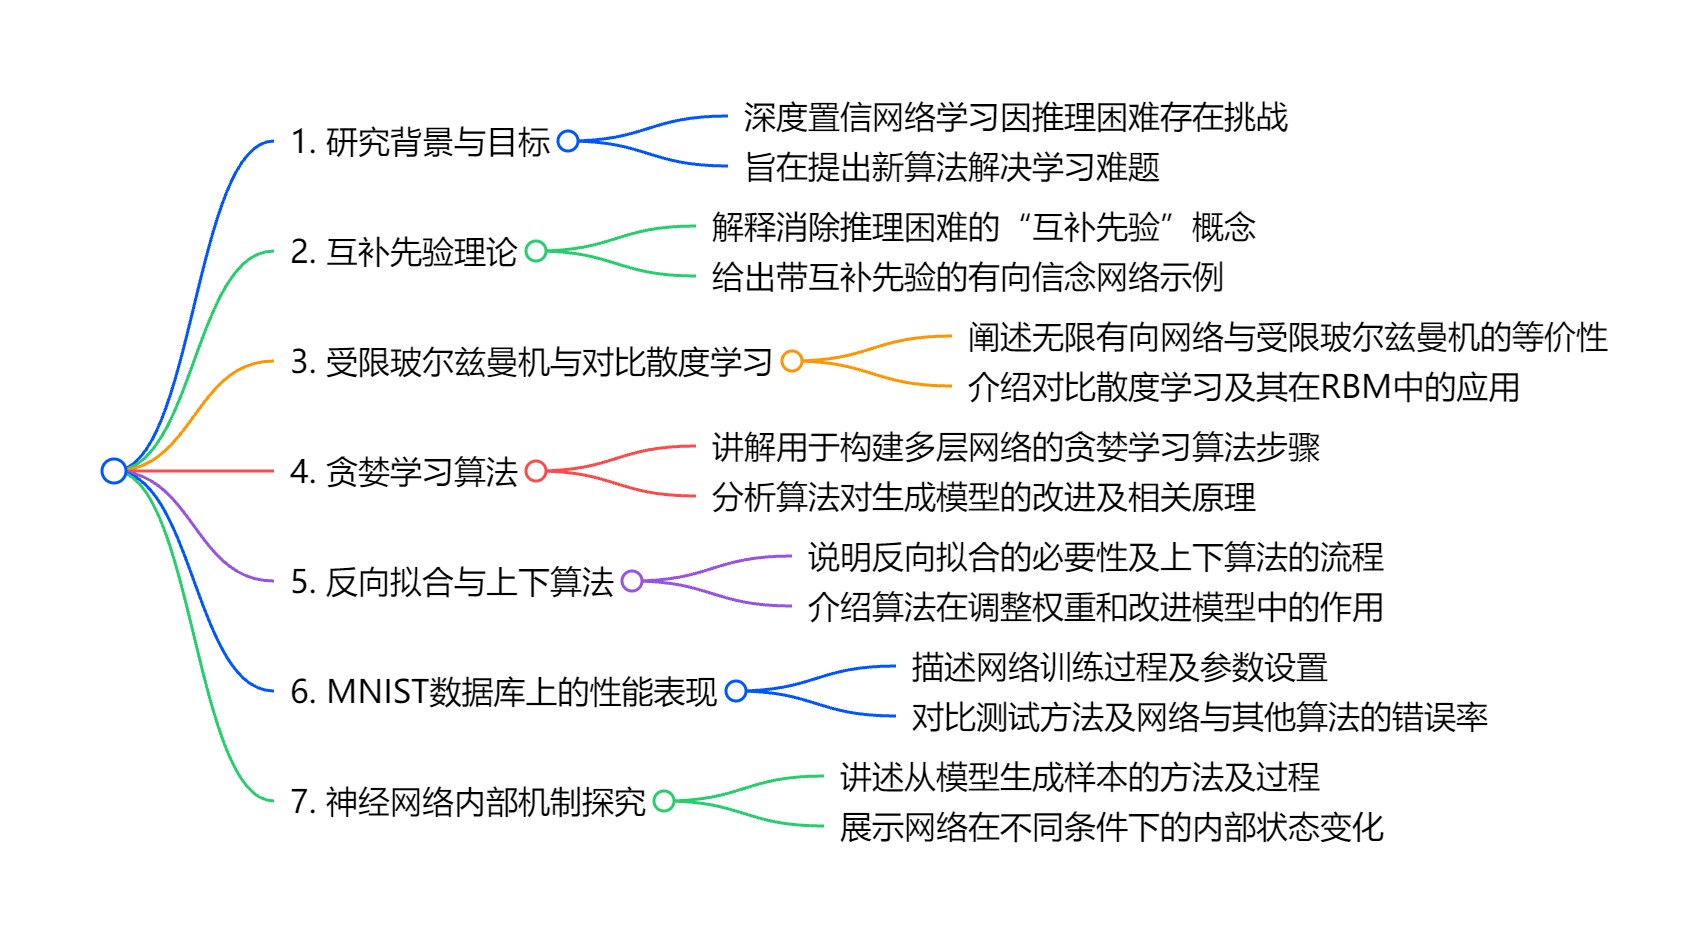 1. 研究背景与目标
深度置信网络学习因推理困难存在挑战
旨在提出新算法解决学习难题
2. 互补先验理论
解释消除推理困难的“互补先验”概念
给出带互补先验的有向信念网络示例
3. 受限玻尔兹曼机与对比散度学习
阐述无限有向网络与受限玻尔兹曼机的等价性
介绍对比散度学习及其在RBM中的应用
4. 贪婪学习算法
讲解用于构建多层网络的贪婪学习算法步骤
分析算法对生成模型的改进及相关原理
5. 反向拟合与上下算法
说明反向拟合的必要性及上下算法的流程
介绍算法在调整权重和改进模型中的作用
6. MNIST数据库上的性能表现
描述网络训练过程及参数设置
对比测试方法及网络与其他算法的错误率
7. 神经网络内部机制探究
讲述从模型生成样本的方法及过程
展示网络在不同条件下的内部状态变化